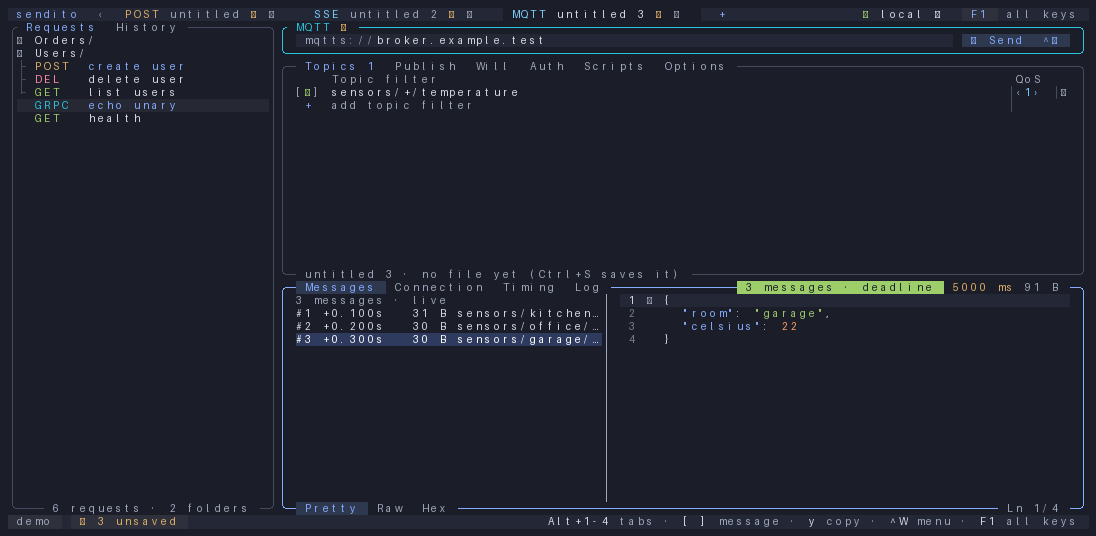 sendito ‹ POST untitled SSE untitled 2 MQTT untitled 3 + local F1 all keys
Requests History
Orders/
Users/
POST create user
DEL delete user
GET list users
GRPC echo unary
GET health
6 requests · 2 folders
MQTT
mqtts://broker.example.test Send ^
Topics 1 Publish Will Auth Scripts Options
Topic filter QoS
[ ] sensors/+/temperature ‹1›
+ add topic filter
untitled 3 · no file yet (Ctrl+S saves it)
Messages Connection Timing Log 3 messages · deadline 5000 ms 91 B
3 messages · live
#1 +0.100s 31 B sensors/kitchen…
#2 +0.200s 30 B sensors/office/…
#3 +0.300s 30 B sensors/garage/…
1 {
2 "room": "garage",
3 "celsius": 22
4 }
Pretty Raw Hex Ln 1/4
demo 3 unsaved Alt+1-4 tabs · [ ] message · y copy · ^W menu · F1 all keys